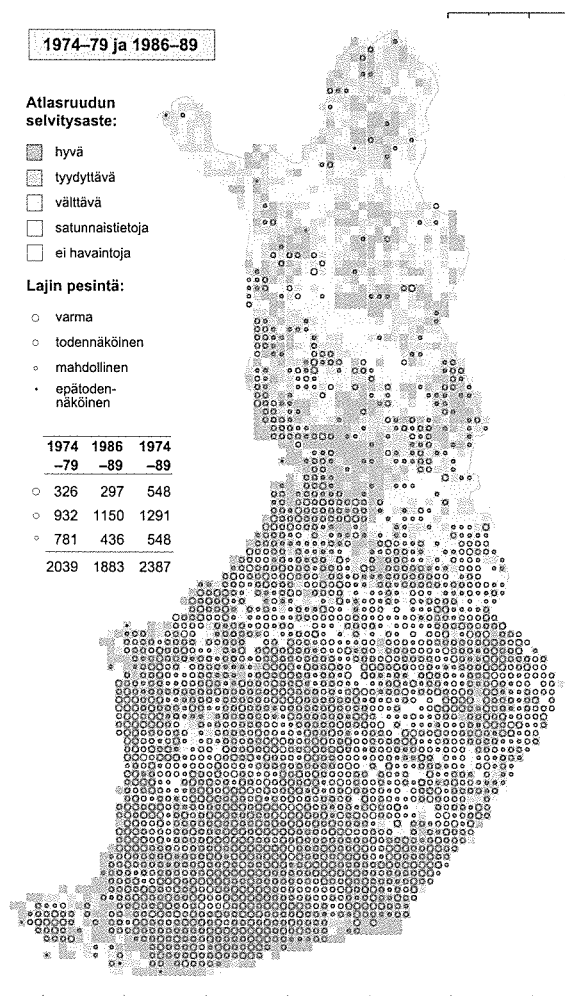 1974–79 ja 1986–89
Atlasruudun
selvitysaste:
hyvä
tyydyttävä
välttävä
satunnaistietoja
ei havaintoja
Lajin pesintä:
varma
todennäköinen
mahdollinen
epätoden-
näköinen
1974 1986 1974
–79 –89 –89
326 297 548
932 1150 1291
781 436 548
2039 1883 2387